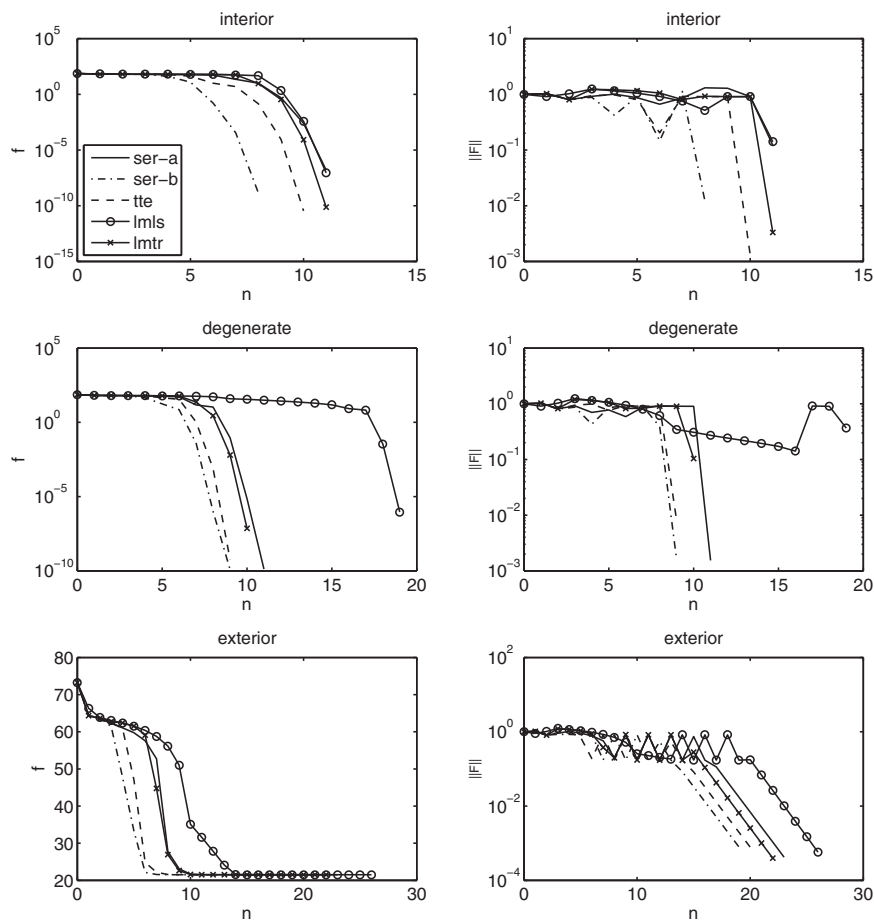 interior
10^5
10^0
10^-5
10^-10
10^-15
f
ser-a
ser-b
tte
lmls
lmtr
0 5 10 15
n
interior
10^1
10^0
10^-1
10^-2
10^-3
||F||
0 5 10 15
n
degenerate
10^5
10^0
10^-5
10^-10
f
0 5 10 15 20
n
degenerate
10^1
10^0
10^-1
10^-2
10^-3
||F||
0 5 10 15 20
n
exterior
80
70
60
50
40
30
20
f
0 10 20 30
n
exterior
10^2
10^0
10^-2
10^-4
||F||
0 10 20 30
n